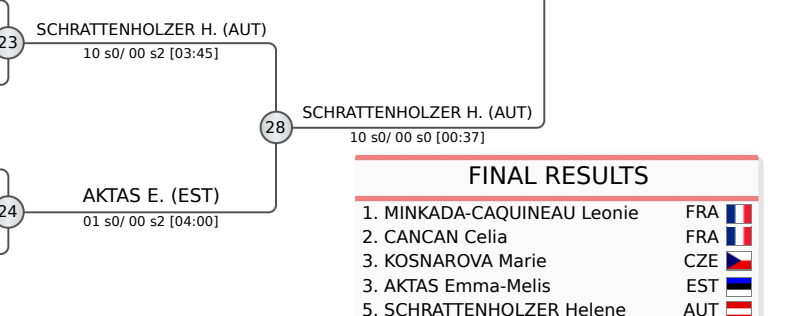 SCHRATTENHOLZER H. (AUT)
23
10 s0/ 00 s2 [03:45]
SCHRATTENHOLZER H. (AUT)
28
10 s0/ 00 s0 [00:37]
AKTAS E. (EST)
24
01 s0/ 00 s2 [04:00]
FINAL RESULTS
1. MINKADA-CAQUINEAU Leonie FRA
2. CANCAN Celia FRA
3. KOSNAROVA Marie CZE
3. AKTAS Emma-Melis EST
5. SCHRATTENHOLZER Helene AUT